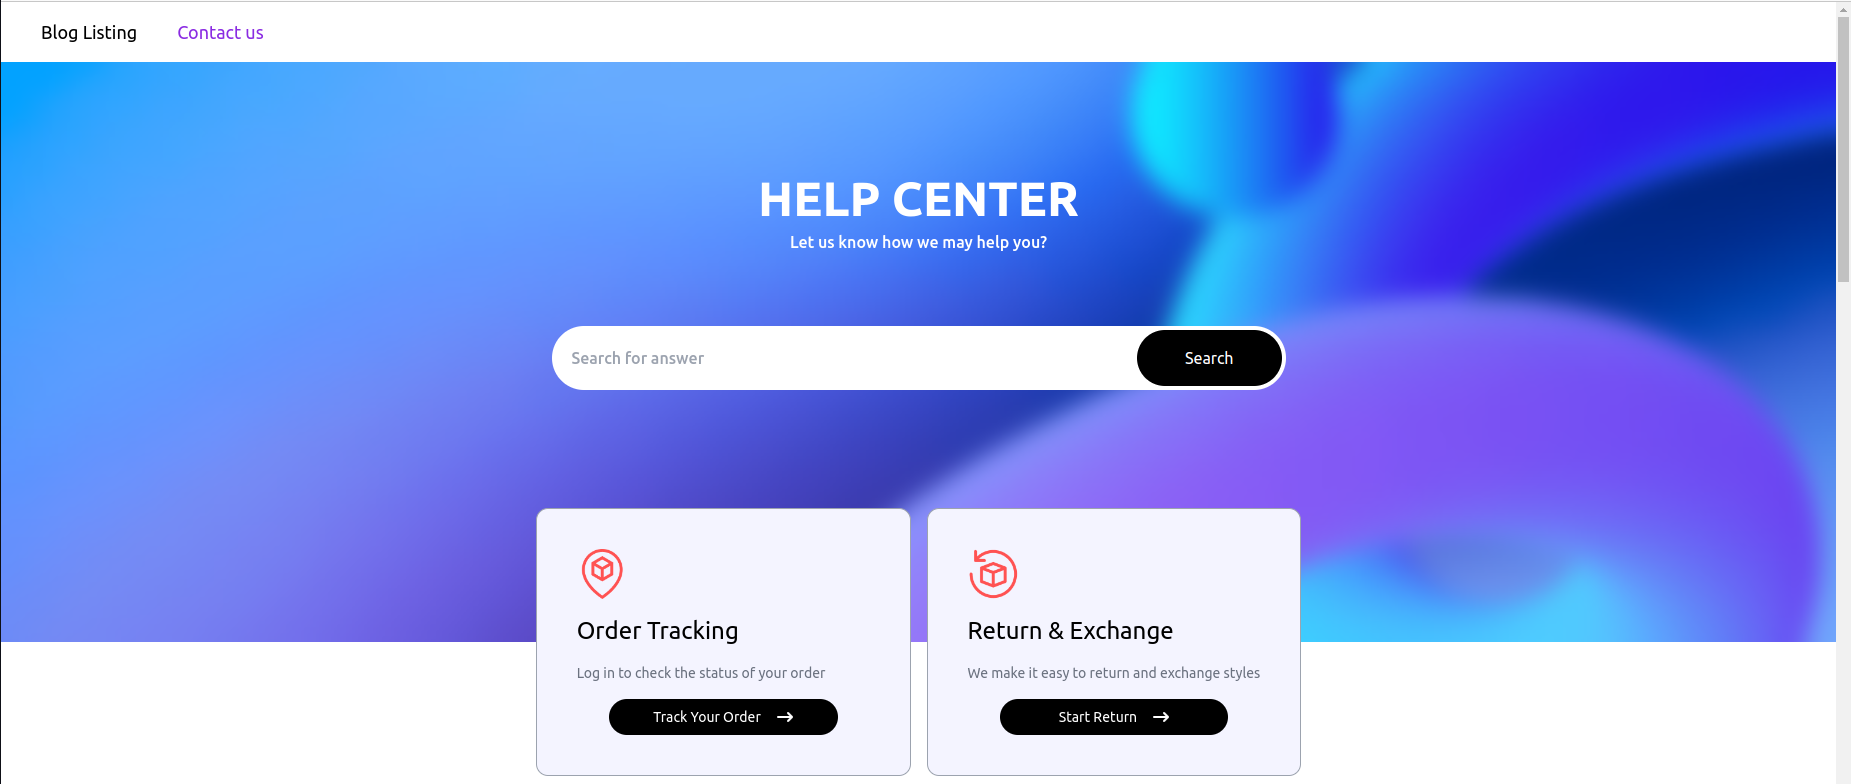 Blog Listing
Contact us
HELP CENTER
Let us know how we may help you?
Search for answer
Search
Order Tracking
Log in to check the status of your order
Track Your Order
Return & Exchange
We make it easy to return and exchange styles
Start Return